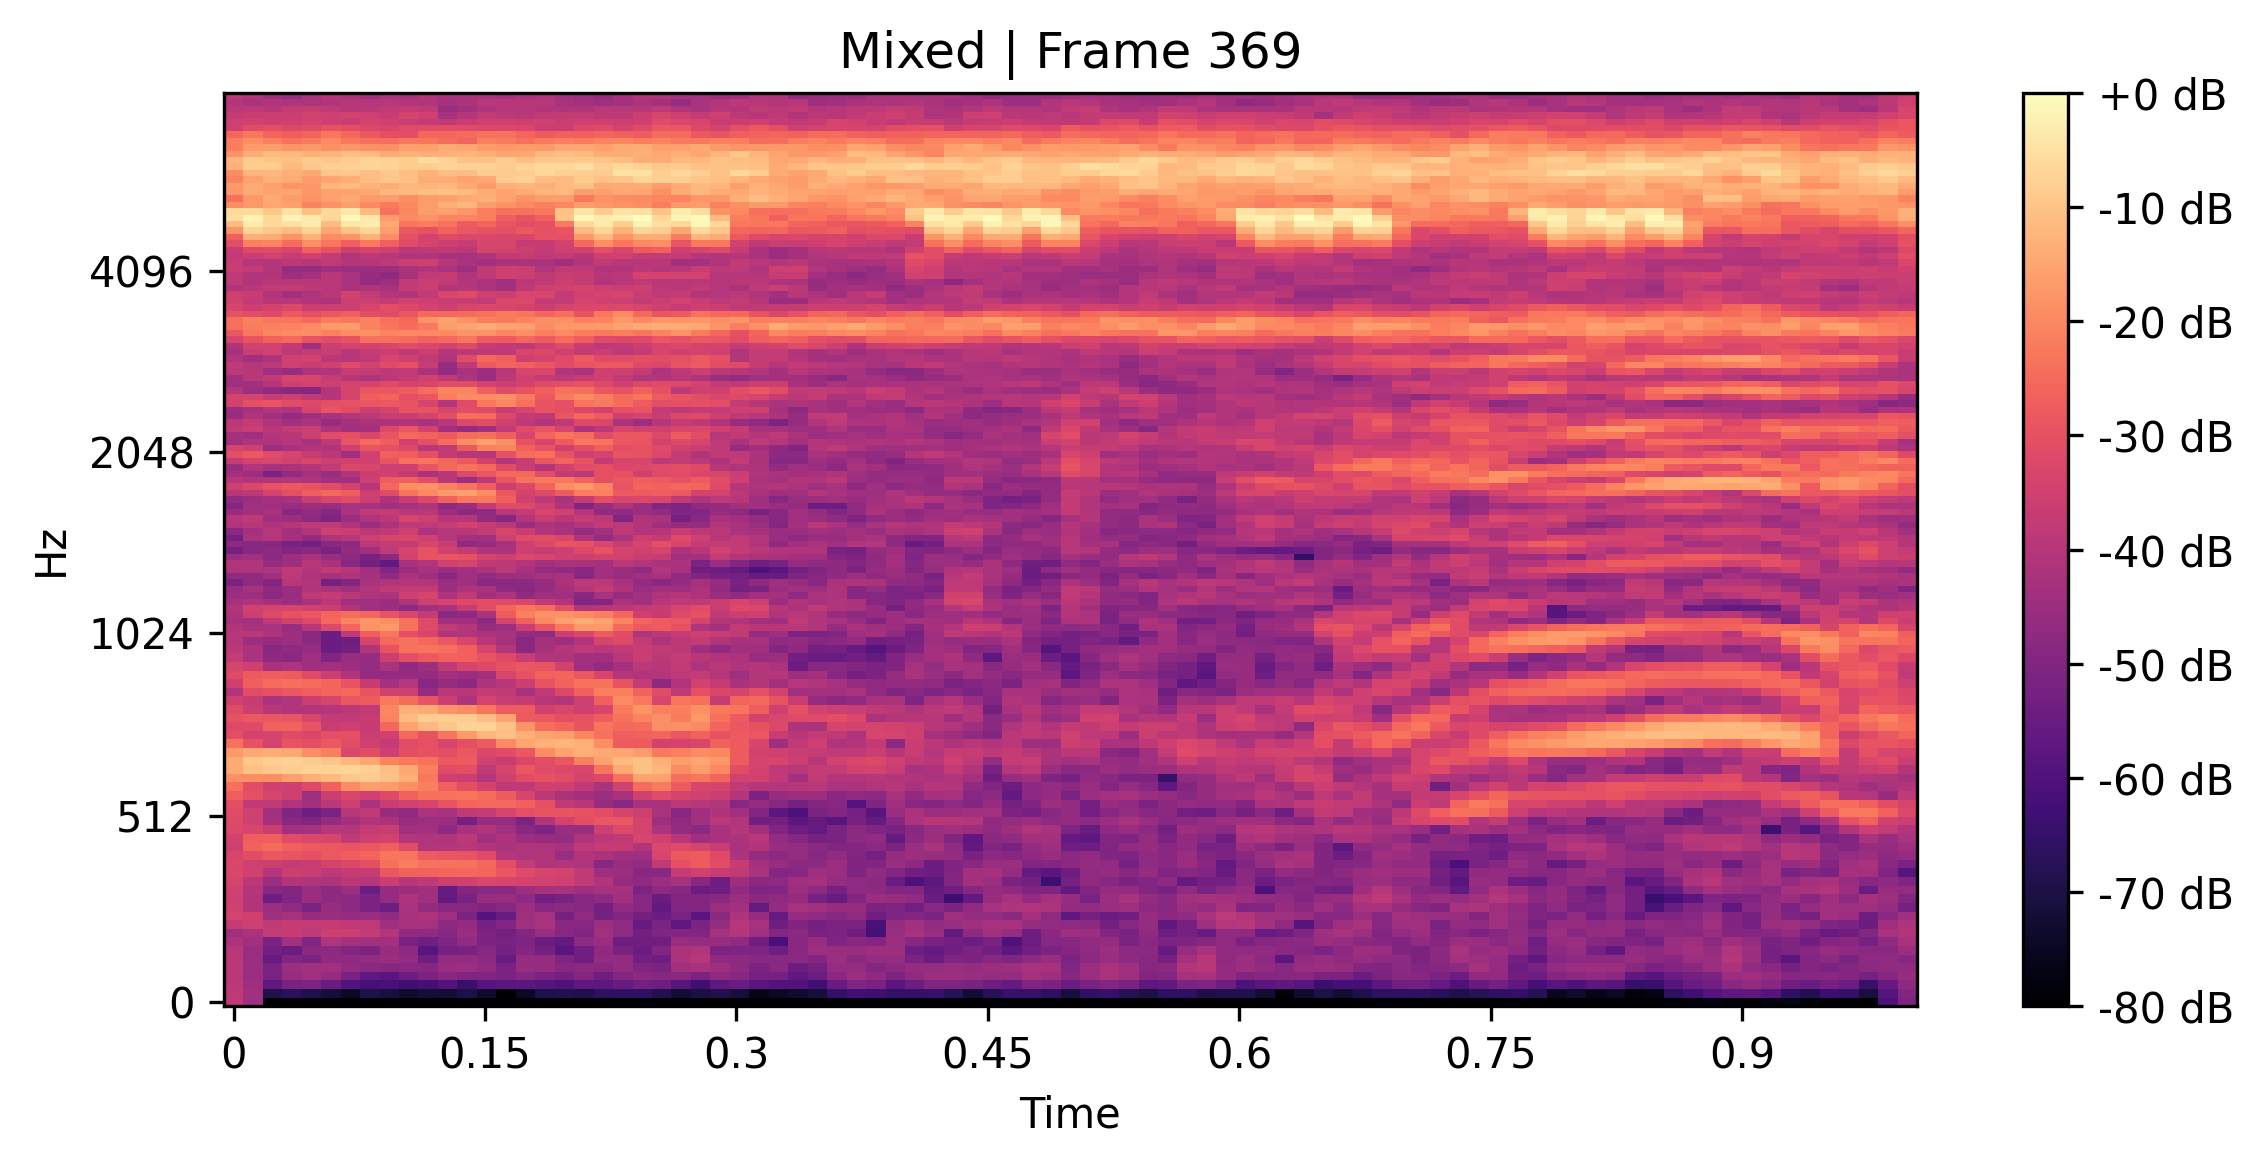 Mixed | Frame 369
Hz
4096
2048
1024
512
0
0 0.15 0.3 0.45 0.6 0.75 0.9
Time
+0 dB
-10 dB
-20 dB
-30 dB
-40 dB
-50 dB
-60 dB
-70 dB
-80 dB